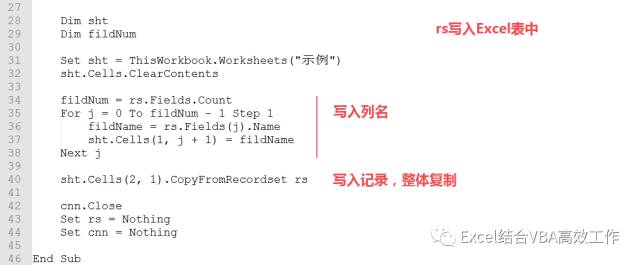 27
28 Dim sht
29 Dim fildNum
rs写入Excel表中
30
31 Set sht = ThisWorkbook.Worksheets("示例")
32 sht.Cells.ClearContents
33
34 fildNum = rs.Fields.Count
35 For j = 0 To fildNum - 1 Step 1
写入列名
36 fildName = rs.Fields(j).Name
37 sht.Cells(1, j + 1) = fildName
38 Next j
39
40 sht.Cells(2, 1).CopyFromRecordset rs
写入记录，整体复制
41
42 cnn.Close
43 Set rs = Nothing
44 Set cnn = Nothing
Excel结合VBA高效工作
45
46 End Sub